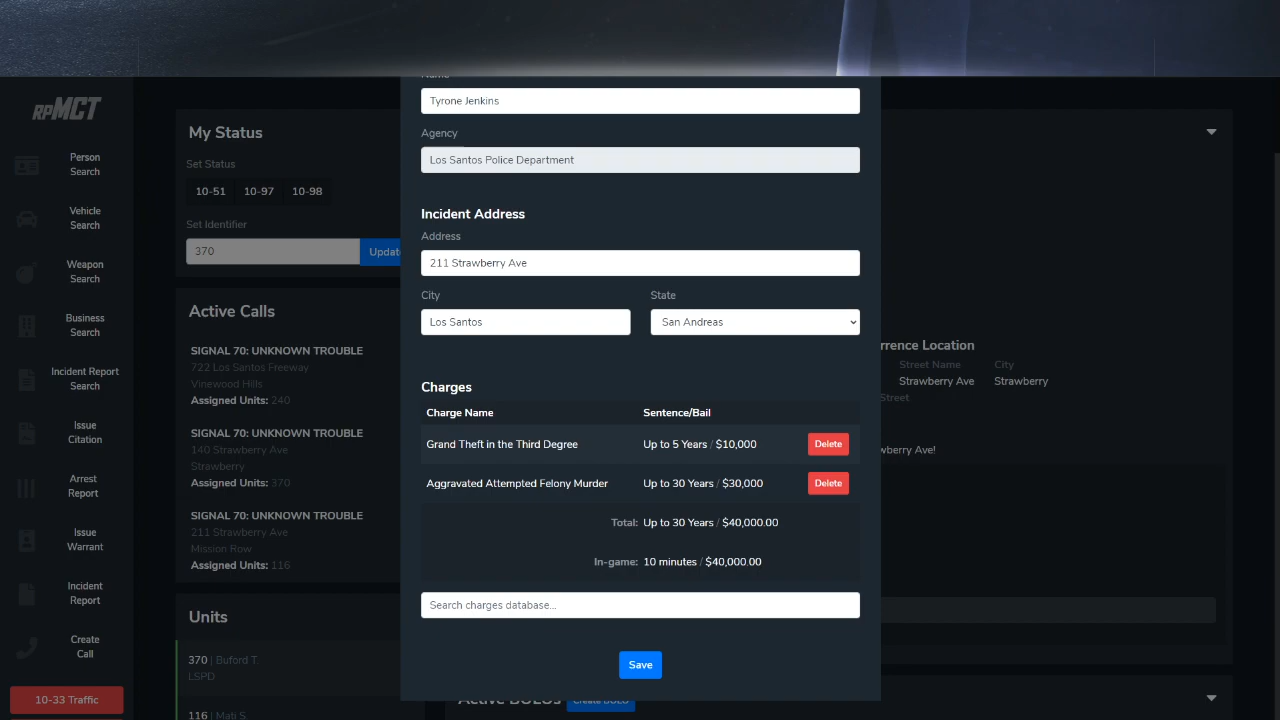 RPMCT
Person
Search
Vehicle
Search
Weapon
Search
Business
Search
Incident Report
Search
Issue
Citation
Arrest
Report
Issue
Warrant
Incident
Report
Create
Call
10-33 Traffic
My Status
Set Status
10-51 10-97 10-98
Set Identifier
370 Update
Active Calls
SIGNAL 70: UNKNOWN TROUBLE
722 Los Santos Freeway
Vinewood Hills
Assigned Units: 240
SIGNAL 70: UNKNOWN TROUBLE
140 Strawberry Ave
Strawberry
Assigned Units: 370
SIGNAL 70: UNKNOWN TROUBLE
211 Strawberry Ave
Mission Row
Assigned Units: 116
Units
370 | Buford T.
LSPD
116 | Mati S.
Name
Tyrone Jenkins
Agency
Los Santos Police Department
Incident Address
Address
211 Strawberry Ave
City State
Los Santos San Andreas
Charges
Charge Name Sentence/Bail
Grand Theft in the Third Degree Up to 5 Years / $10,000 Delete
Aggravated Attempted Felony Murder Up to 30 Years / $30,000 Delete
Total: Up to 30 Years / $40,000.00
In-game: 10 minutes / $40,000.00
Search charges database...
Save
Active BOLOs Create BOLO
rrence Location
Street Name City
Strawberry Ave Strawberry
Street
wberry Ave!